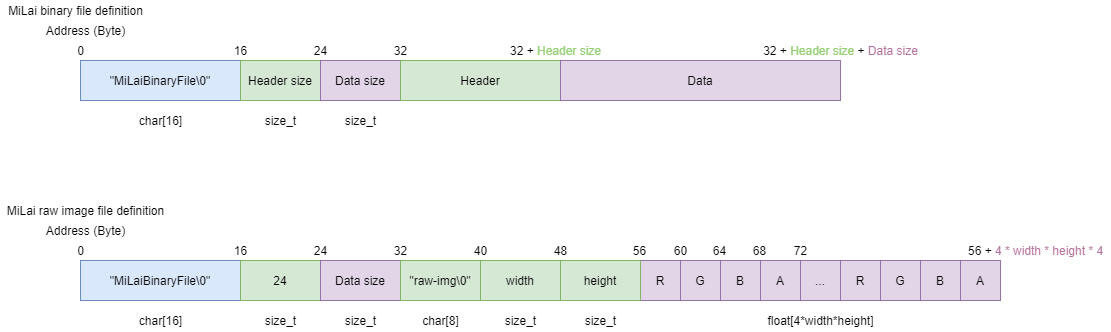 MiLai binary file definition
Address (Byte)
0 16 24 32 32 + Header size 32 + Header size + Data size
"MiLaiBinaryFile\0" Header size Data size Header Data
char[16] size_t size_t
MiLai raw image file definition
Address (Byte)
0 16 24 32 40 48 56 60 64 68 72 56 + 4 * width * height * 4
"MiLaiBinaryFile\0" 24 Data size "raw-img\0" width height R G B A ... R G B A
char[16] size_t size_t char[8] size_t size_t float[4*width*height]